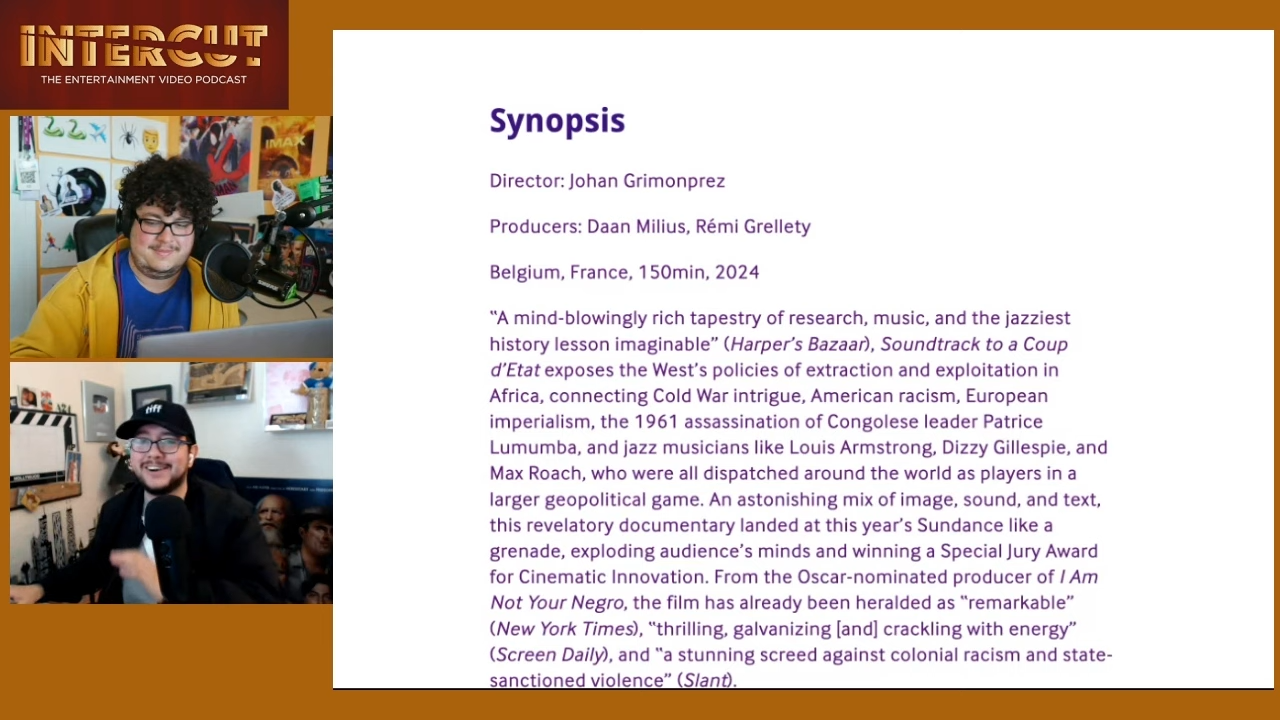 INTERCUT
THE ENTERTAINMENT VIDEO PODCAST
IMAX
tiff
Synopsis
Director: Johan Grimonprez
Producers: Daan Milius, Rémi Grellety
Belgium, France, 150min, 2024
“A mind-blowingly rich tapestry of research, music, and the jazziest
history lesson imaginable” (Harper’s Bazaar), Soundtrack to a Coup
d’Etat exposes the West’s policies of extraction and exploitation in
Africa, connecting Cold War intrigue, American racism, European
imperialism, the 1961 assassination of Congolese leader Patrice
Lumumba, and jazz musicians like Louis Armstrong, Dizzy Gillespie, and
Max Roach, who were all dispatched around the world as players in a
larger geopolitical game. An astonishing mix of image, sound, and text,
this revelatory documentary landed at this year’s Sundance like a
grenade, exploding audience’s minds and winning a Special Jury Award
for Cinematic Innovation. From the Oscar-nominated producer of I Am
Not Your Negro, the film has already been heralded as “remarkable”
(New York Times), “thrilling, galvanizing [and] crackling with energy”
(Screen Daily), and “a stunning screed against colonial racism and state-
sanctioned violence” (Slant).